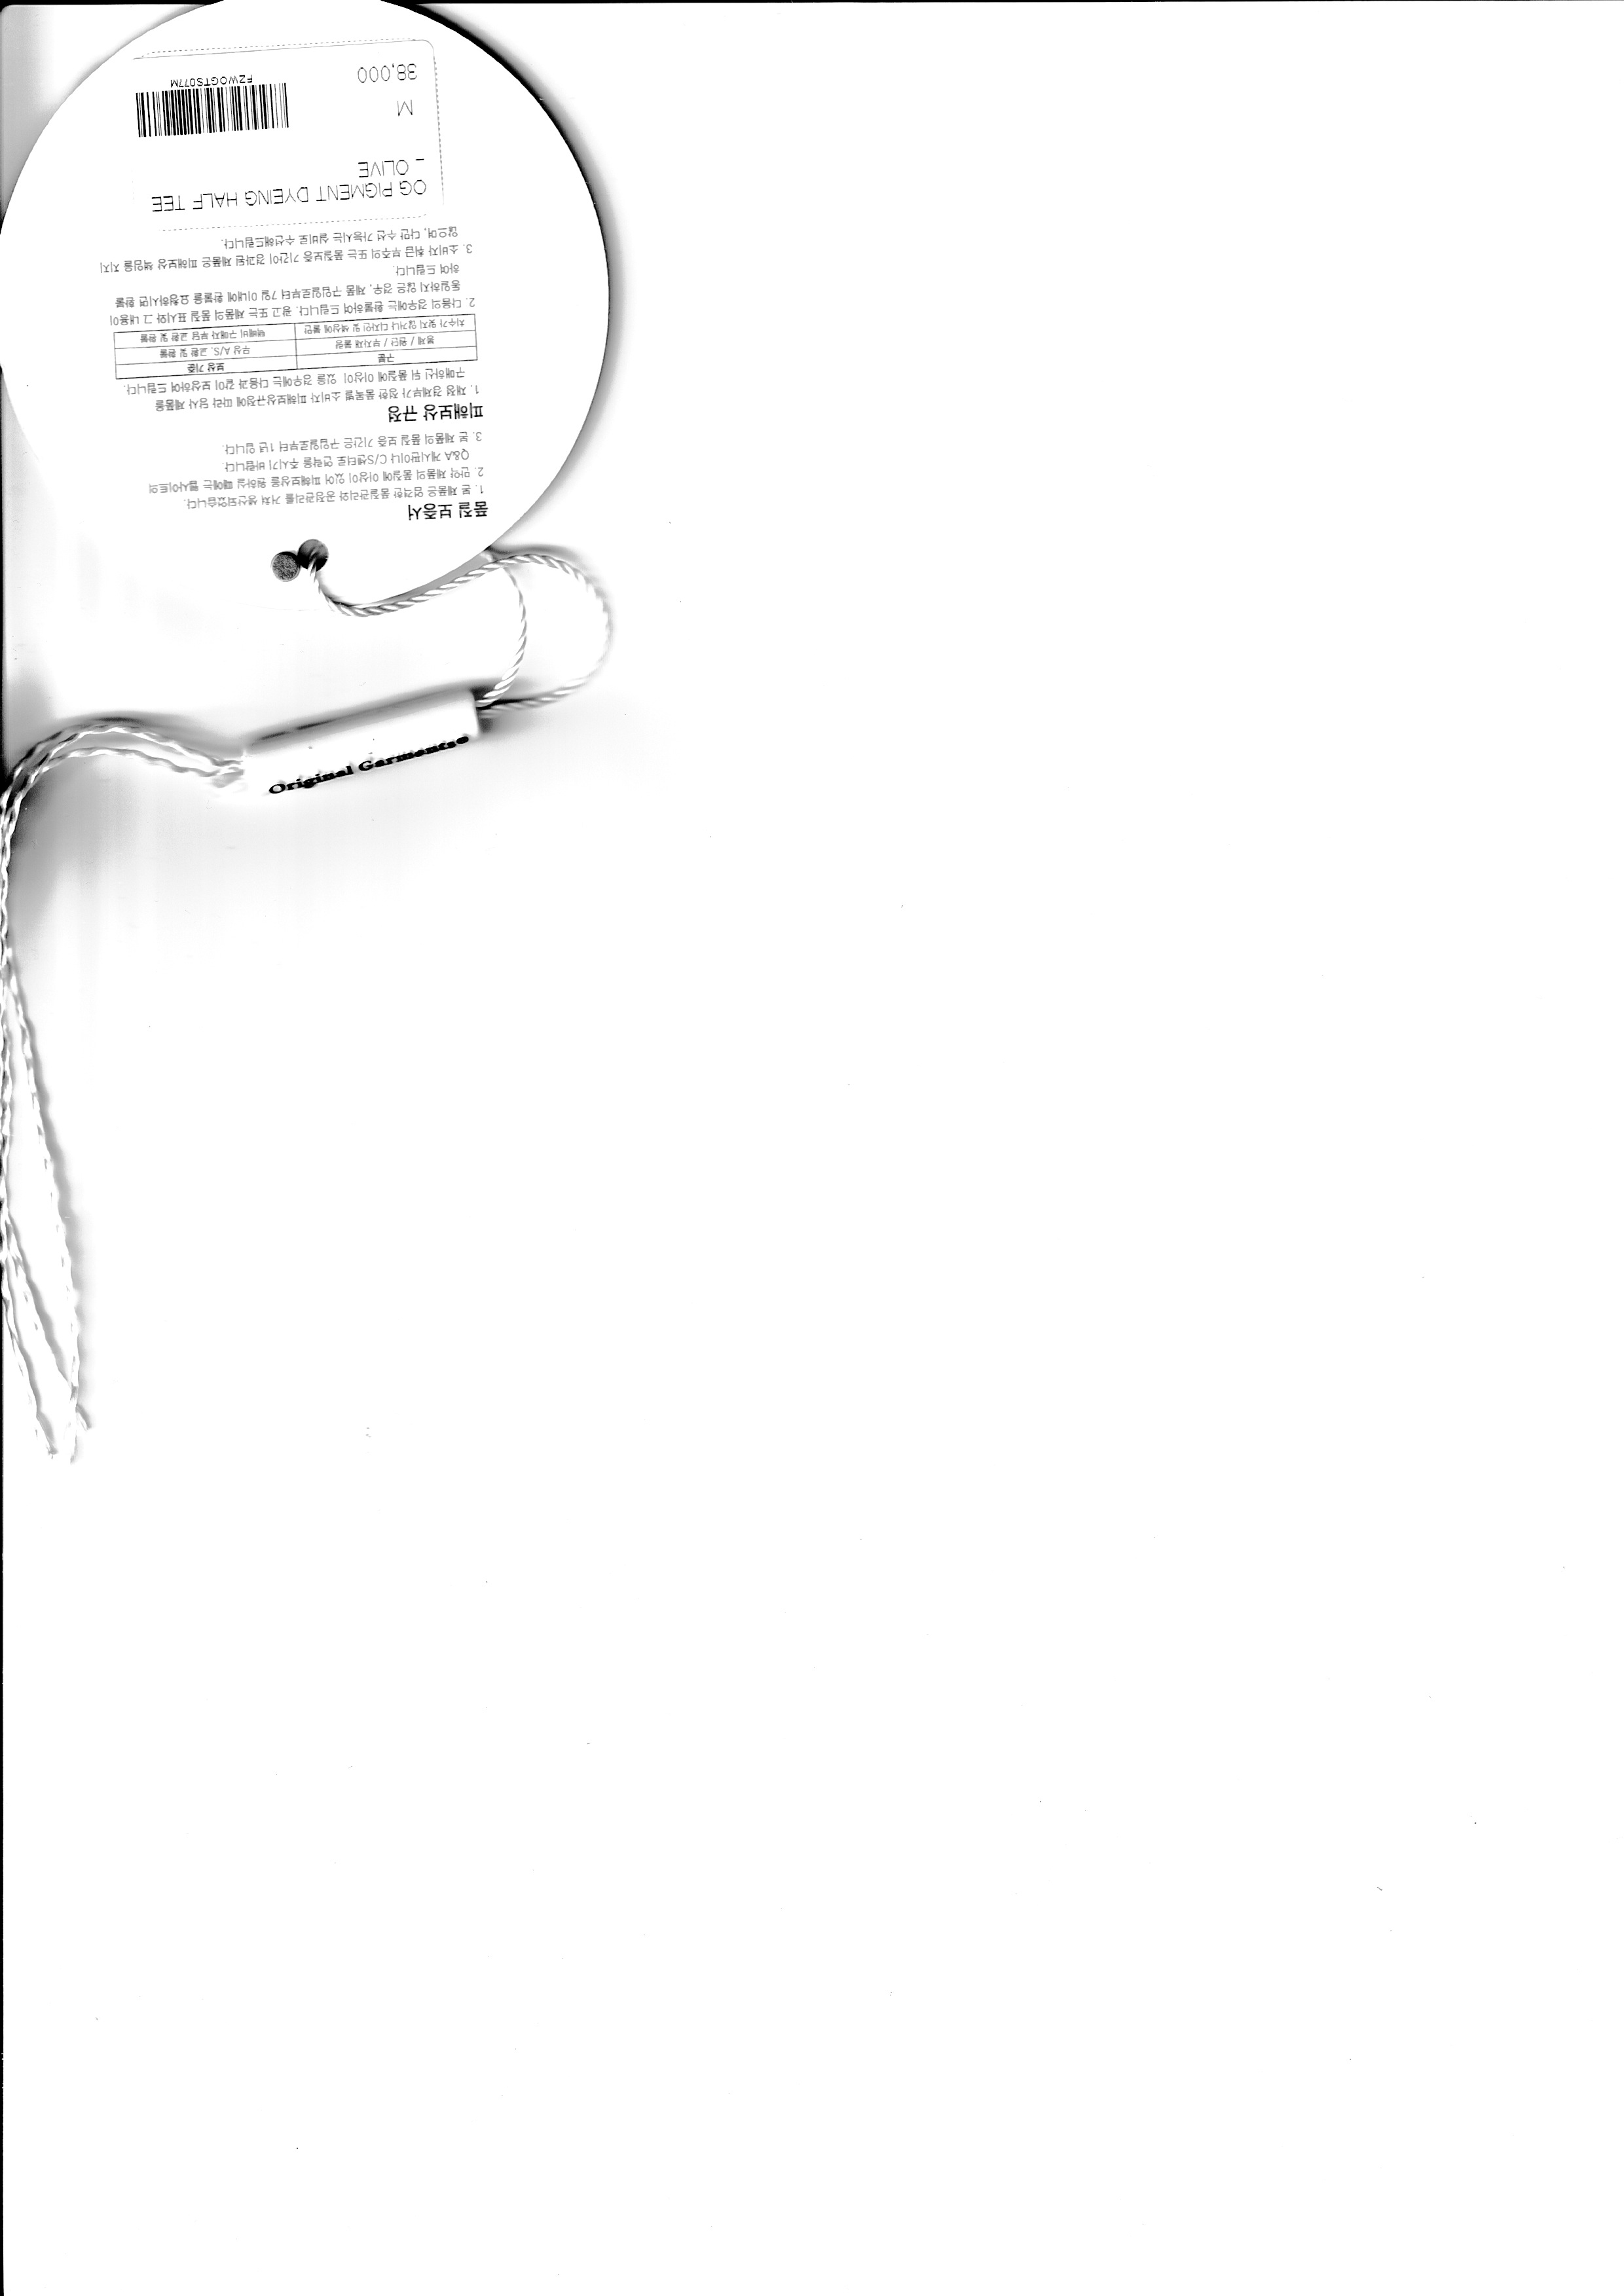 품질 보증서
1. 본 제품은 엄격한 품질관리와 공정관리를 거쳐 생산되었습니다.
2. 만약 제품의 품질에 이상이 있어 피해보상을 원하실 때에는 웹사이트의
Q&A 게시판이나 C/S센터로 연락을 주시기 바랍니다.
3. 본 제품의 품질 보증 기간은 구입일로부터 1년 입니다.
피해보상 규정
1. 재정 경제부가 정한 품목별 소비자 피해보상규정에 따라 당사 제품을
구매하신 뒤 품질에 이상이 있을 경우에는 다음과 같이 보상하여 드립니다.
구분 보상 기준
봉제 / 원단 / 부자재 불량 무상 A/S, 교환 및 환불
치수가 맞지 않거나 디자인 및 색상에 불만 택배비 구매자 부담 교환 및 환불
2. 다음의 경우에는 환불하여 드립니다. 광고 또는 제품의 품질 표시와 그 내용이
동일하지 않은 경우, 제품 구입일로부터 7일 이내에 환불을 요청하시면 환불
하여 드립니다.
3. 소비자 취급 부주의 또는 품질보증 기간이 경과된 제품은 피해보상 책임을 지지
않으며, 다만 수선 가능시는 실비로 수선해드립니다.
OG PIGMENT DYEING HALF TEE
_ OLIVE
M
38,000
FZWOGTS077M
Original Garments